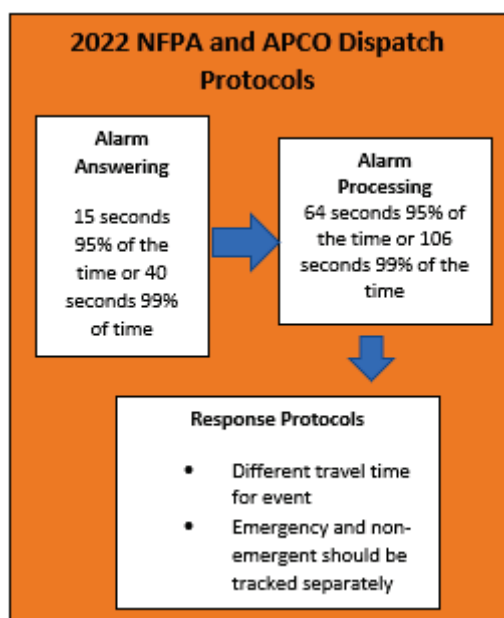 2022 NFPA and APCO Dispatch
Protocols
Alarm
Answering
15 seconds
95% of the
time or 40
seconds 99%
of time
Alarm
Processing
64 seconds 95% of
the time or 106
seconds 99% of the
time
Response Protocols
• Different travel time
for event
• Emergency and non-
emergent should be
tracked separately